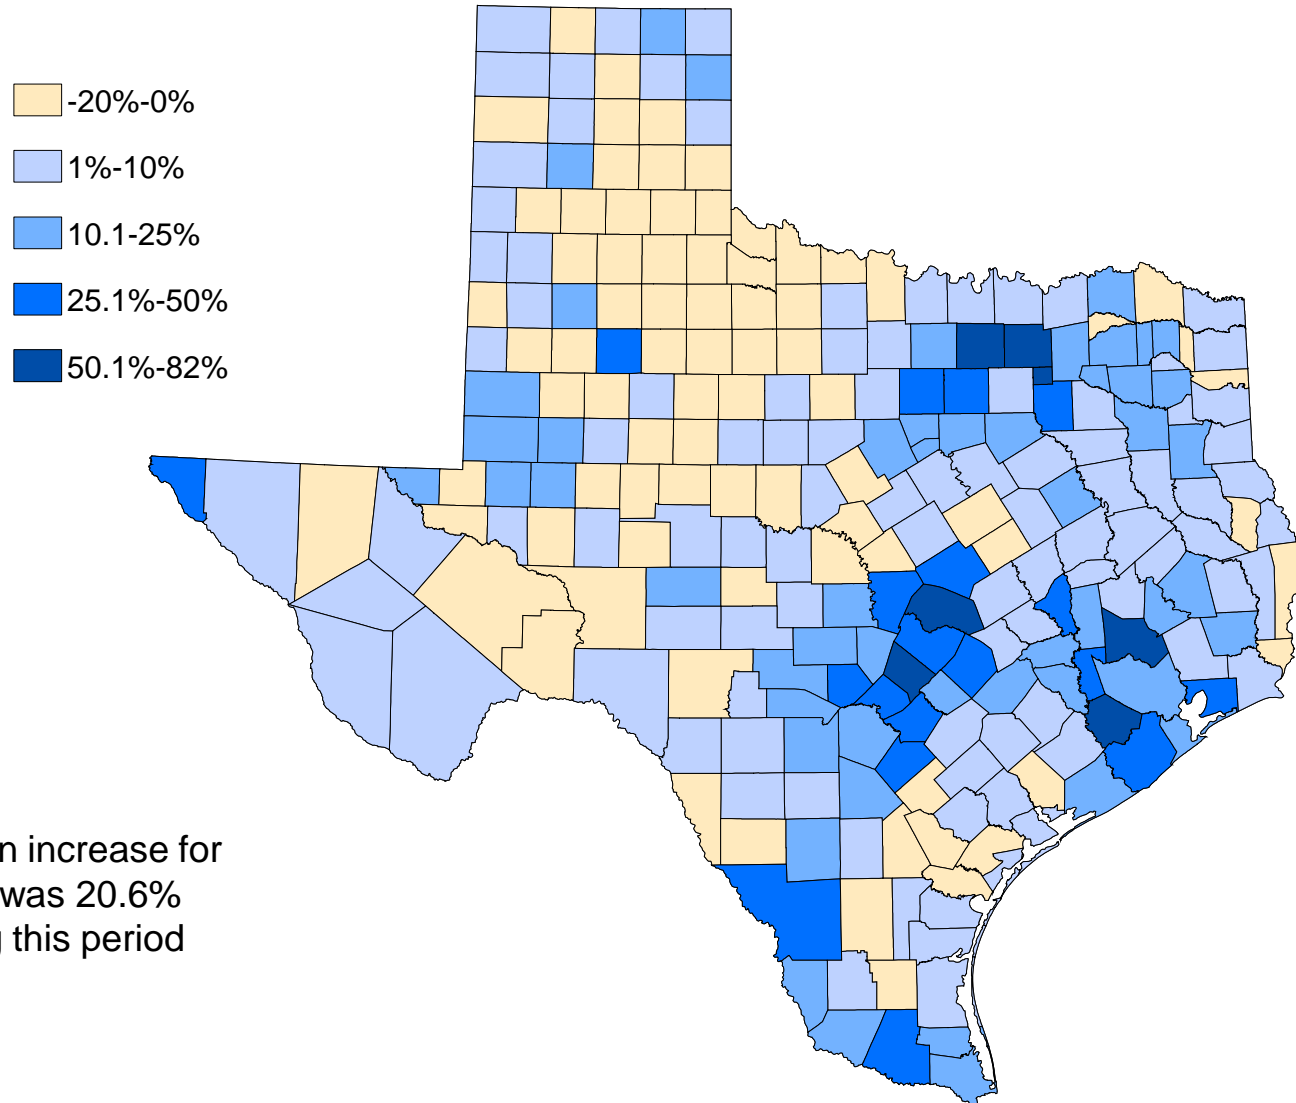 -20%-0%
1%-10%
10.1-25%
25.1%-50%
50.1%-82%
n increase for
was 20.6%
this period